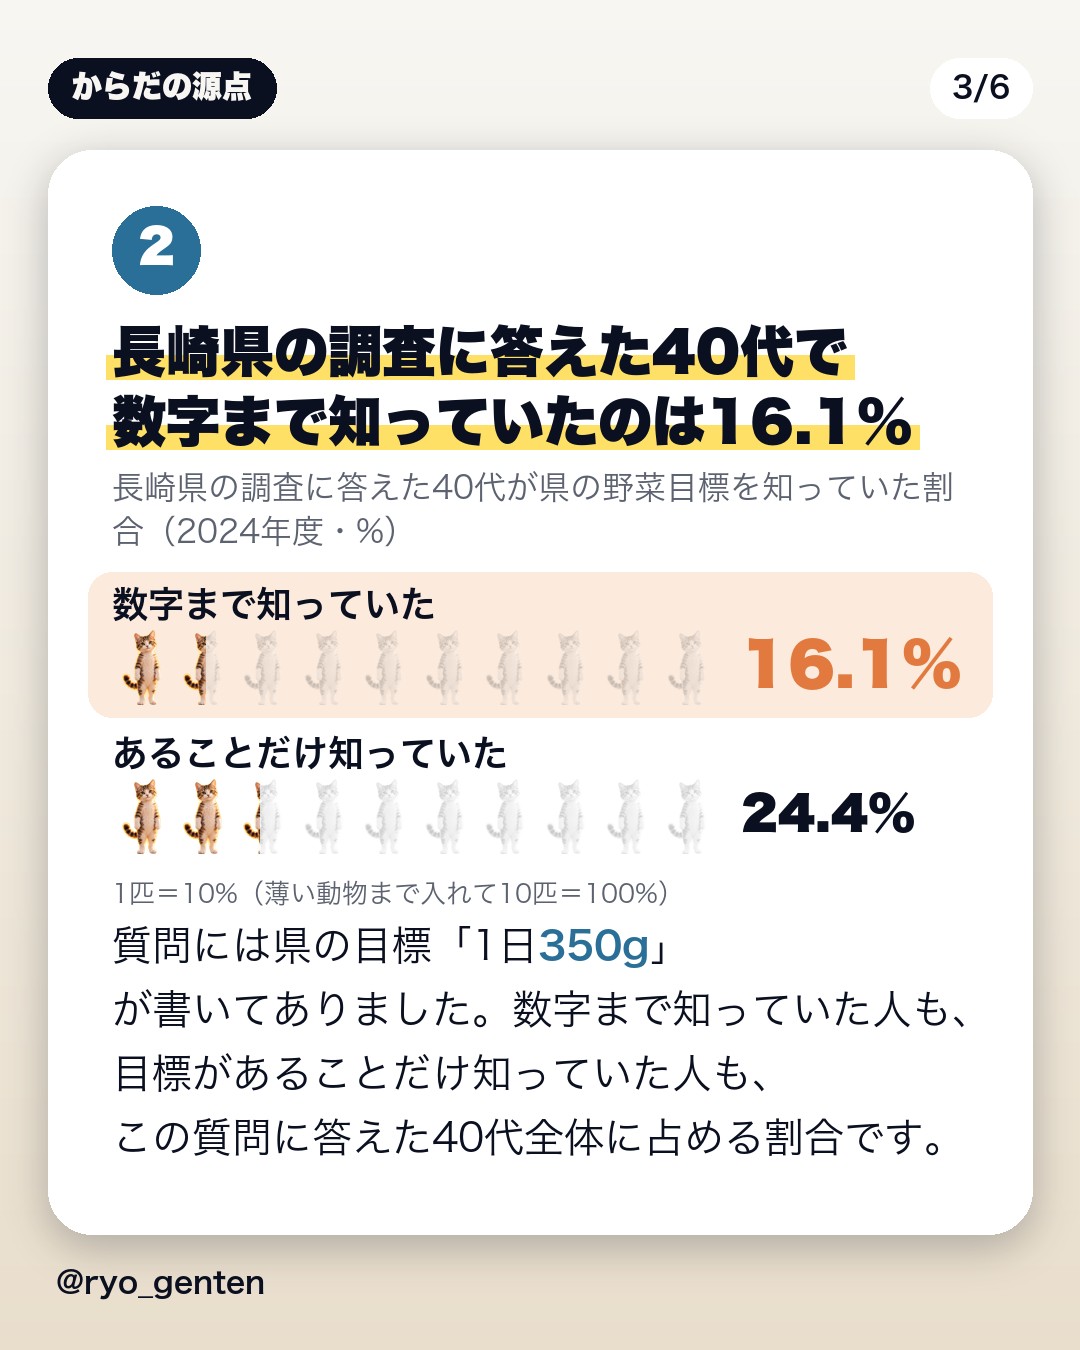 からだの源点
3/6
2
長崎県の調査に答えた40代で
数字まで知っていたのは16.1%
長崎県の調査に答えた40代が県の野菜目標を知っていた割
合（2024年度・%）
数字まで知っていた
16.1%
あることだけ知っていた
24.4%
1匹＝10%（薄い動物まで入れて10匹＝100%）
質問には県の目標「1日350g」
が書いてありました。数字まで知っていた人も、
目標があることだけ知っていた人も、
この質問に答えた40代全体に占める割合です。
@ryo_genten